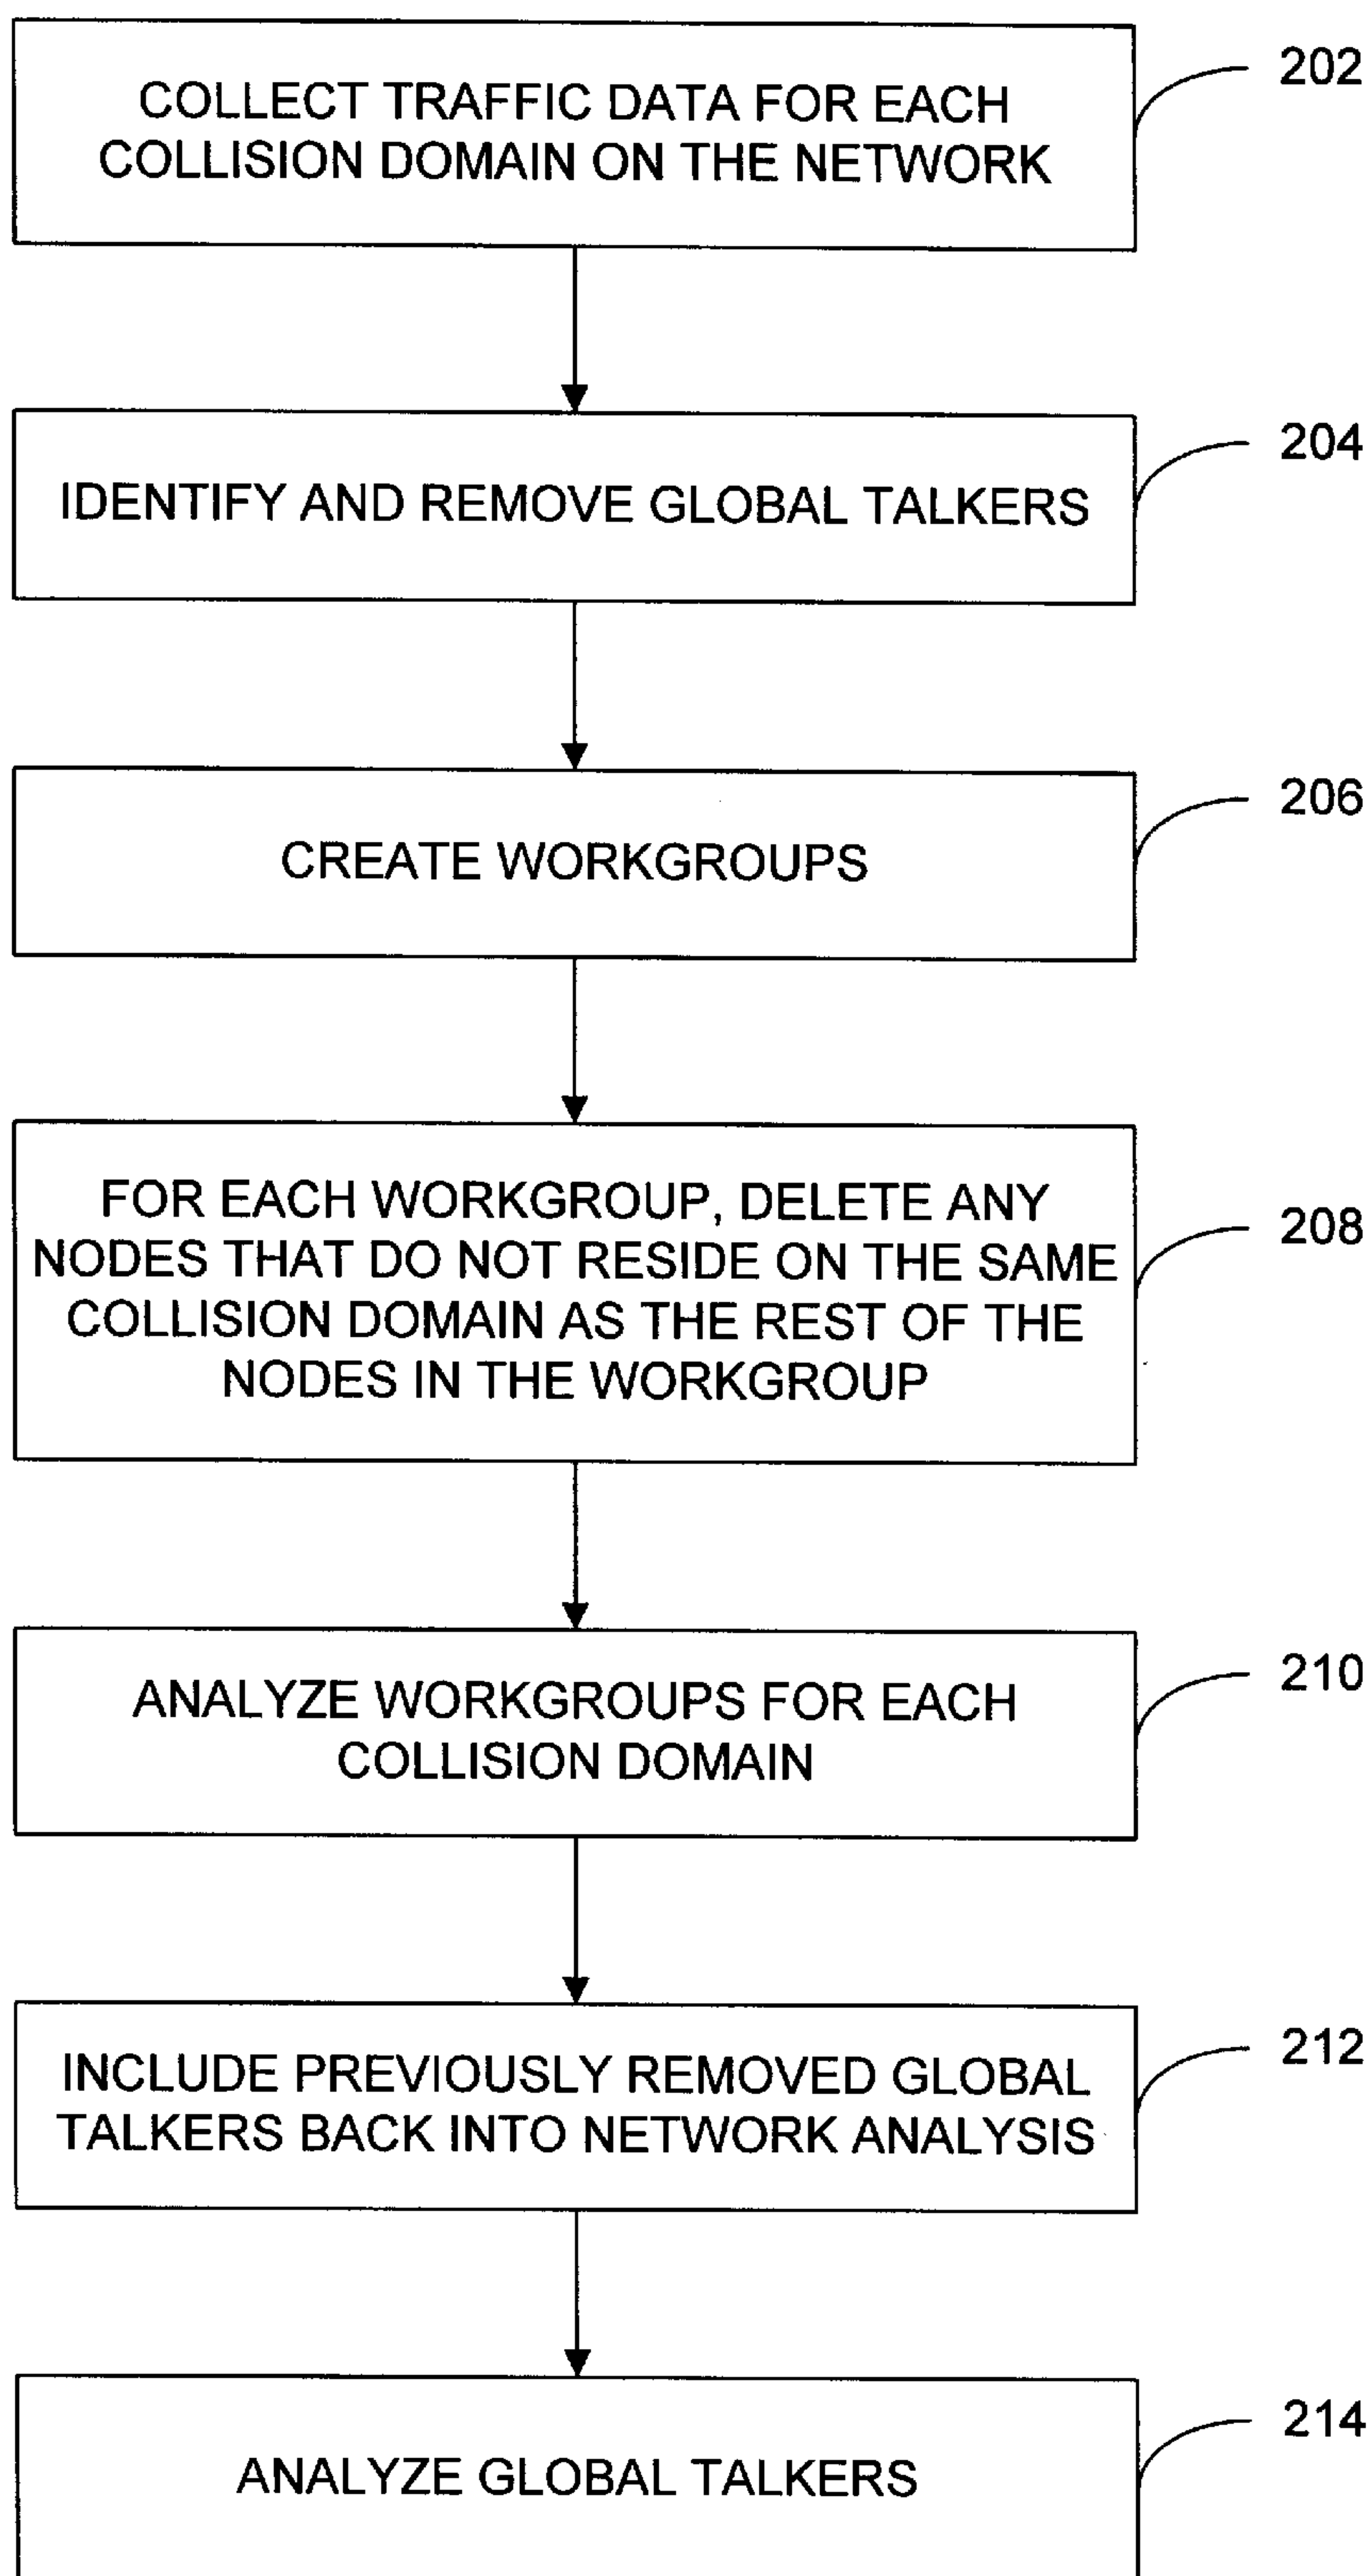 COLLECT TRAFFIC DATA FOR EACH
COLLISION DOMAIN ON THE NETWORK
202
IDENTIFY AND REMOVE GLOBAL TALKERS
204
CREATE WORKGROUPS
206
FOR EACH WORKGROUP, DELETE ANY
NODES THAT DO NOT RESIDE ON THE SAME
COLLISION DOMAIN AS THE REST OF THE
NODES IN THE WORKGROUP
208
ANALYZE WORKGROUPS FOR EACH
COLLISION DOMAIN
210
INCLUDE PREVIOUSLY REMOVED GLOBAL
TALKERS BACK INTO NETWORK ANALYSIS
212
ANALYZE GLOBAL TALKERS
214